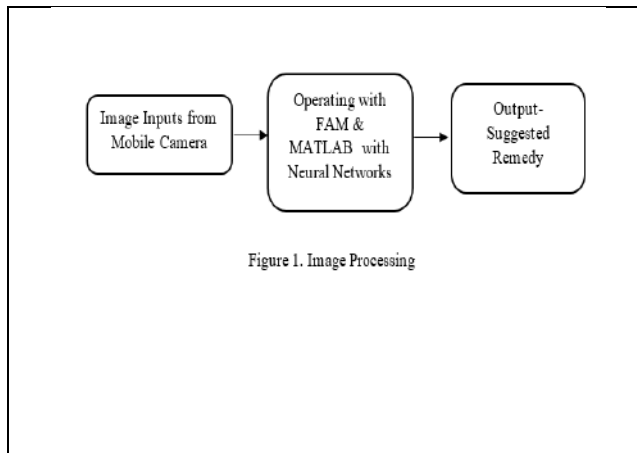 Image Inputs from
Mobile Camera
Operating with
FAM &
MATLAB with
Neural Networks
Output-
Suggested
Remedy
Figure 1. Image Processing